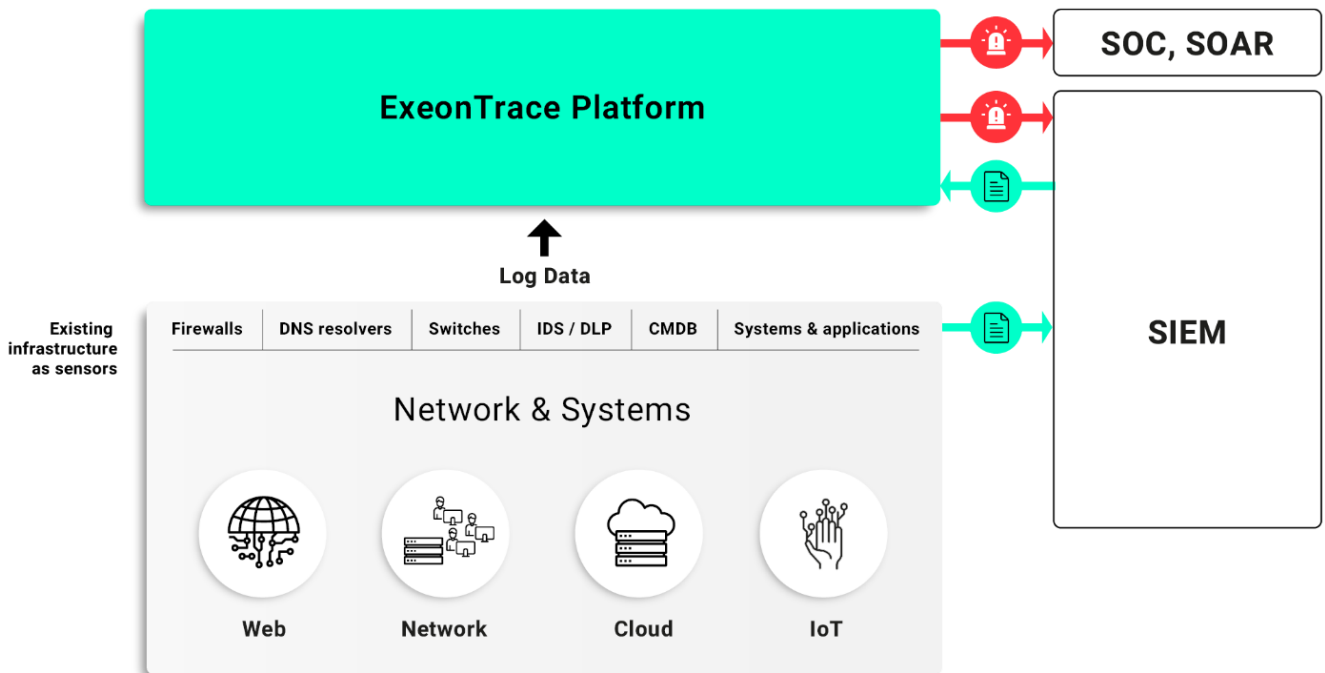 ExeonTrace Platform
SOC, SOAR
Log Data
Existing
infrastructure
as sensors
Firewalls
DNS resolvers
Switches
IDS / DLP
CMDB
Systems & applications
SIEM
Network & Systems
Web
Network
Cloud
IoT